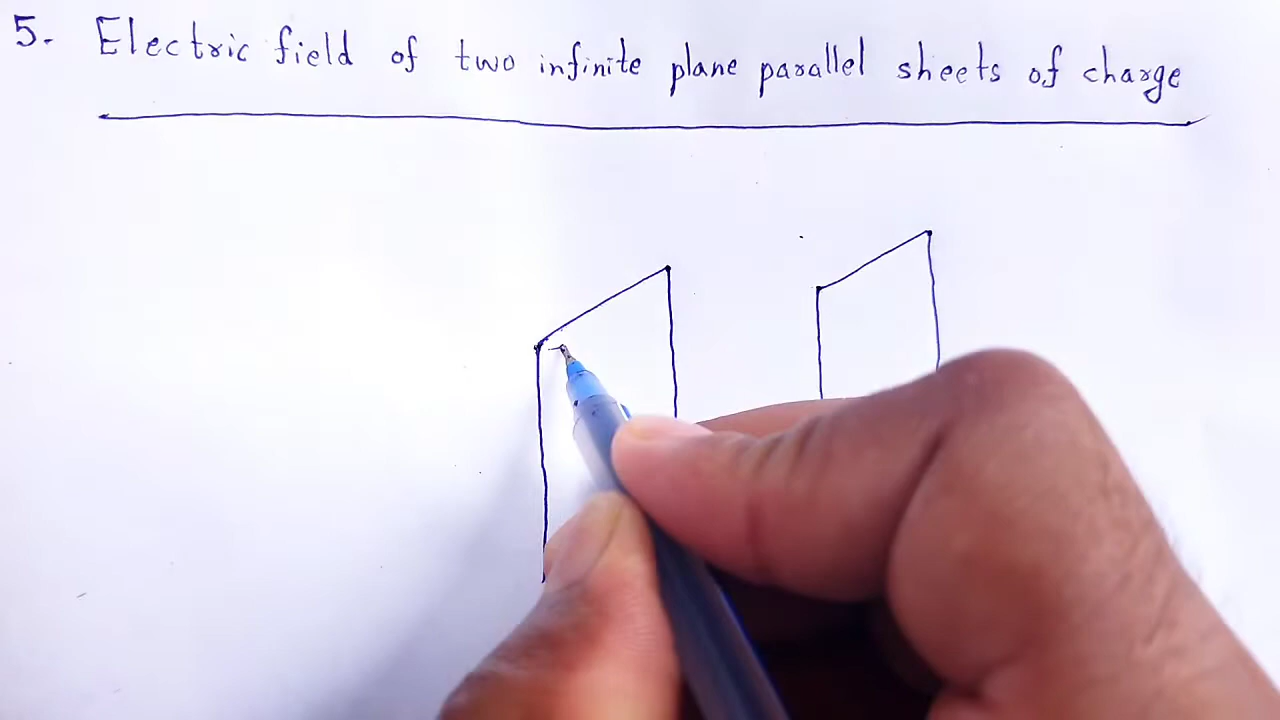 5. Electric field of two infinite plane parallel sheets of charge